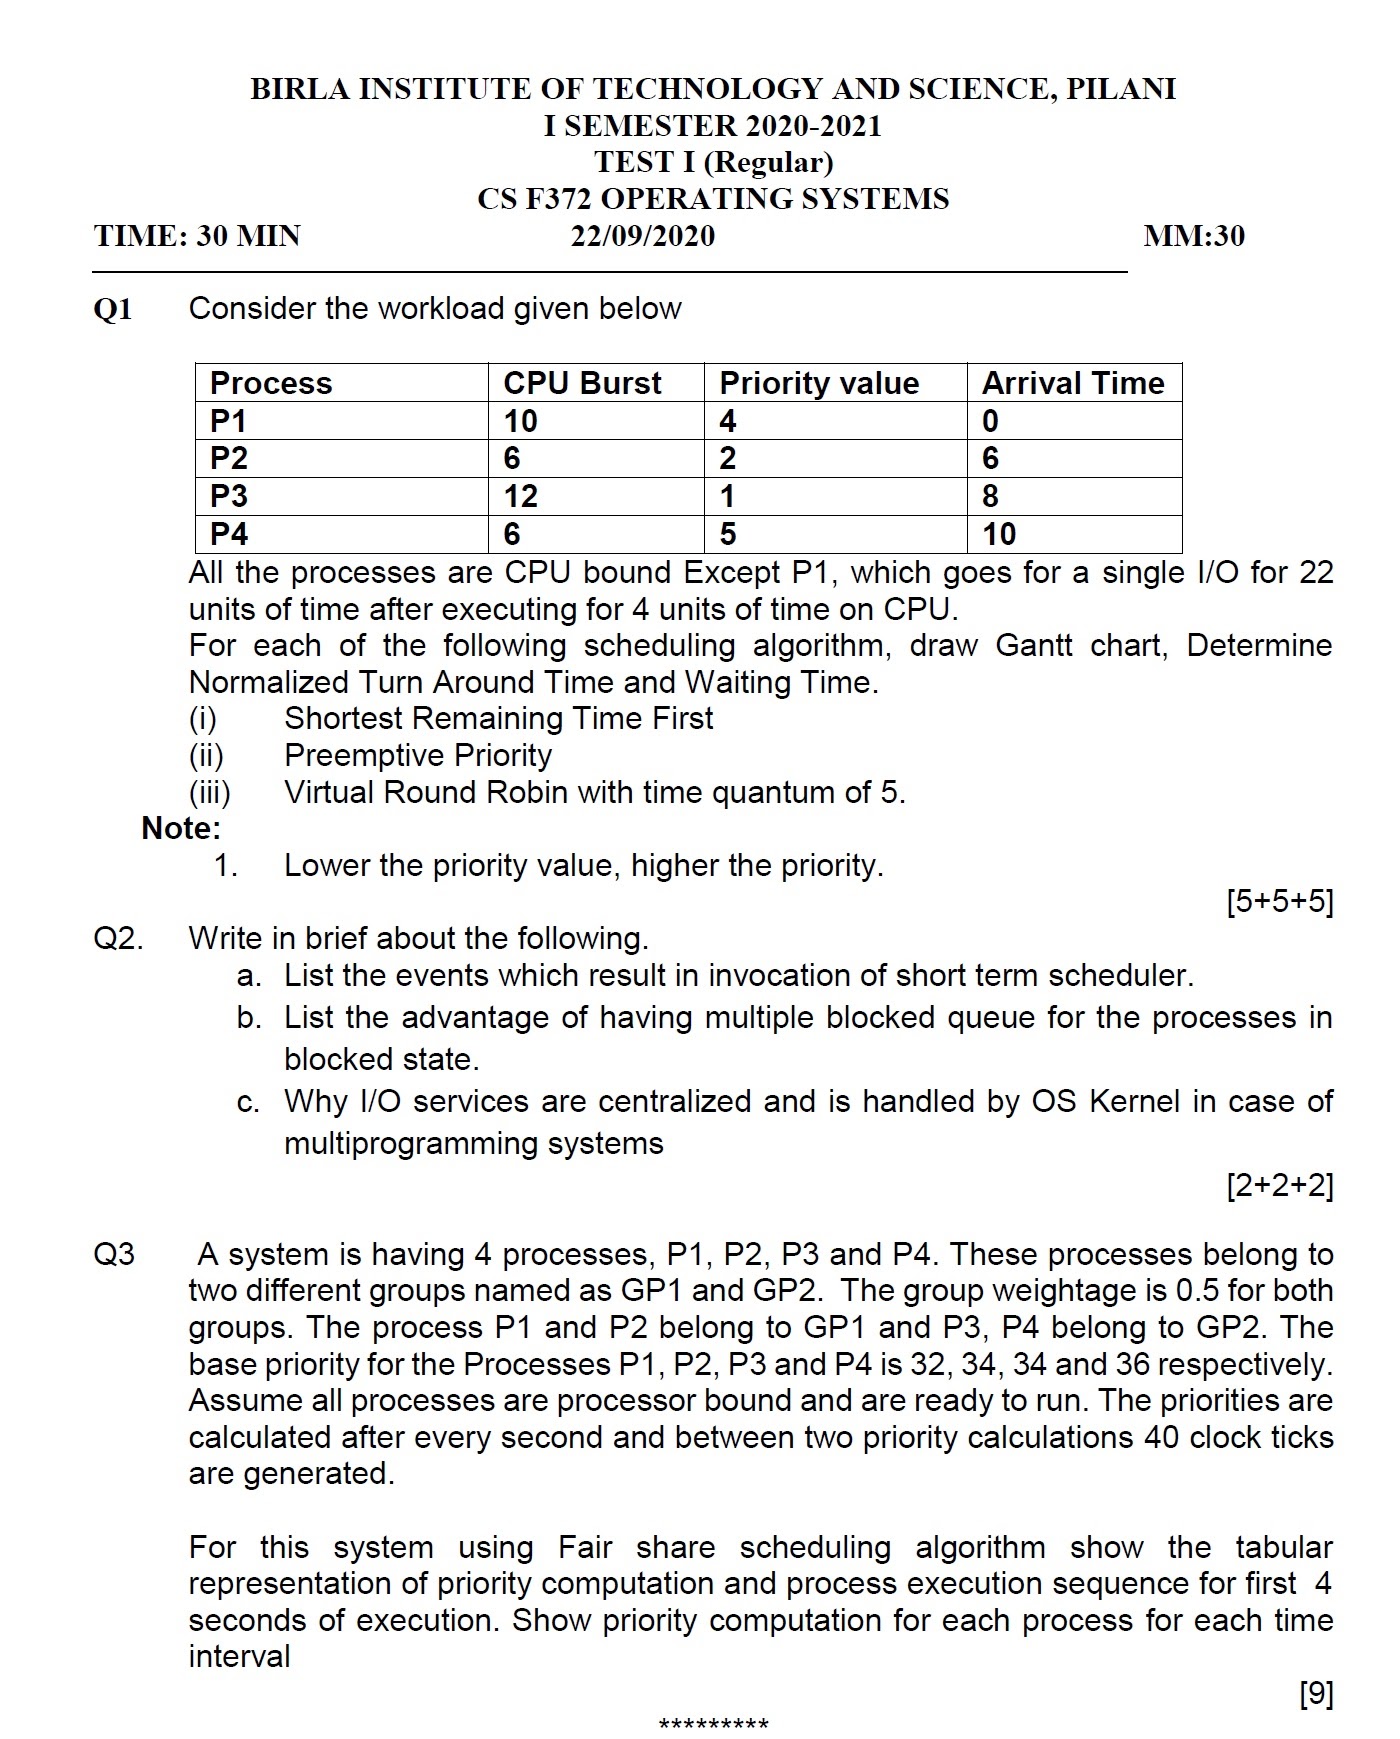 BIRLA INSTITUTE OF TECHNOLOGY AND SCIENCE, PILANI
I SEMESTER 2020-2021
TEST I (Regular)
CS F372 OPERATING SYSTEMS
TIME: 30 MIN 22/09/2020 MM:30
Q1 Consider the workload given below
Process CPU Burst Priority value Arrival Time
P1 10 4 0
P2 6 2 6
P3 12 1 8
P4 6 5 10
All the processes are CPU bound Except P1, which goes for a single I/O for 22
units of time after executing for 4 units of time on CPU.
For each of the following scheduling algorithm, draw Gantt chart, Determine
Normalized Turn Around Time and Waiting Time.
(i) Shortest Remaining Time First
(ii) Preemptive Priority
(iii) Virtual Round Robin with time quantum of 5.
Note:
1. Lower the priority value, higher the priority.
[5+5+5]
Q2. Write in brief about the following.
a. List the events which result in invocation of short term scheduler.
b. List the advantage of having multiple blocked queue for the processes in
blocked state.
c. Why I/O services are centralized and is handled by OS Kernel in case of
multiprogramming systems
[2+2+2]
Q3 A system is having 4 processes, P1, P2, P3 and P4. These processes belong to
two different groups named as GP1 and GP2. The group weightage is 0.5 for both
groups. The process P1 and P2 belong to GP1 and P3, P4 belong to GP2. The
base priority for the Processes P1, P2, P3 and P4 is 32, 34, 34 and 36 respectively.
Assume all processes are processor bound and are ready to run. The priorities are
calculated after every second and between two priority calculations 40 clock ticks
are generated.
For this system using Fair share scheduling algorithm show the tabular
representation of priority computation and process execution sequence for first 4
seconds of execution. Show priority computation for each process for each time
interval
[9]
*********